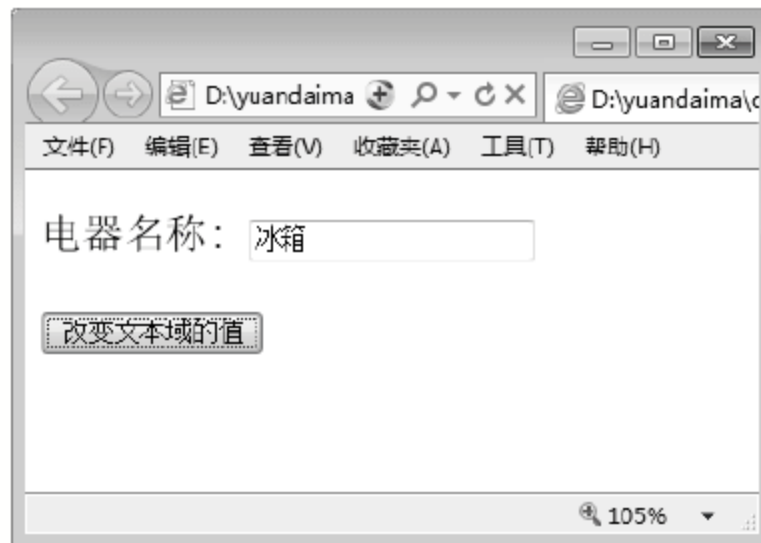 D:\yuandaima
D:\yuandaima\c
文件(F) 编辑(E) 查看(V) 收藏夹(A) 工具(T) 帮助(H)
电器名称: 冰箱
改变文本域的值
105%